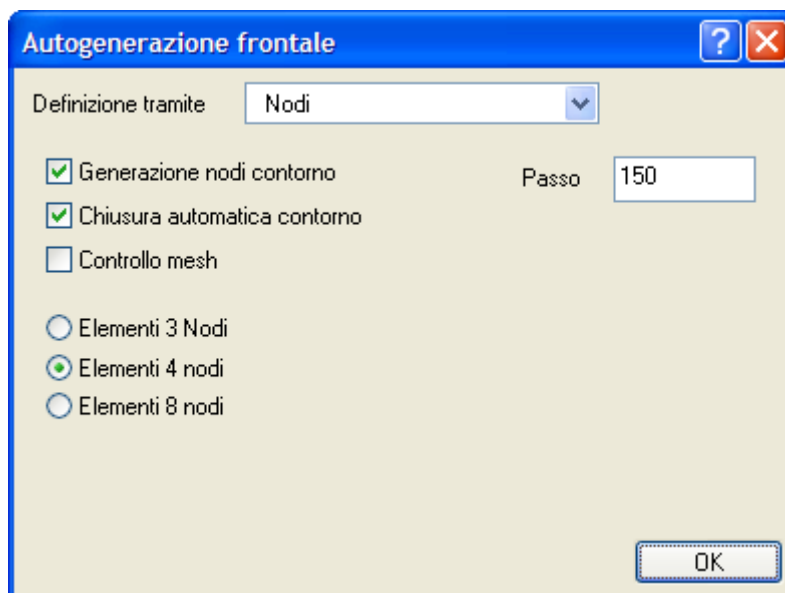 Autogenerazione frontale
Definizione tramite Nodi
Generazione nodi contorno Passo 150
Chiusura automatica contorno
Controllo mesh
Elementi 3 Nodi
Elementi 4 nodi
Elementi 8 nodi
OK